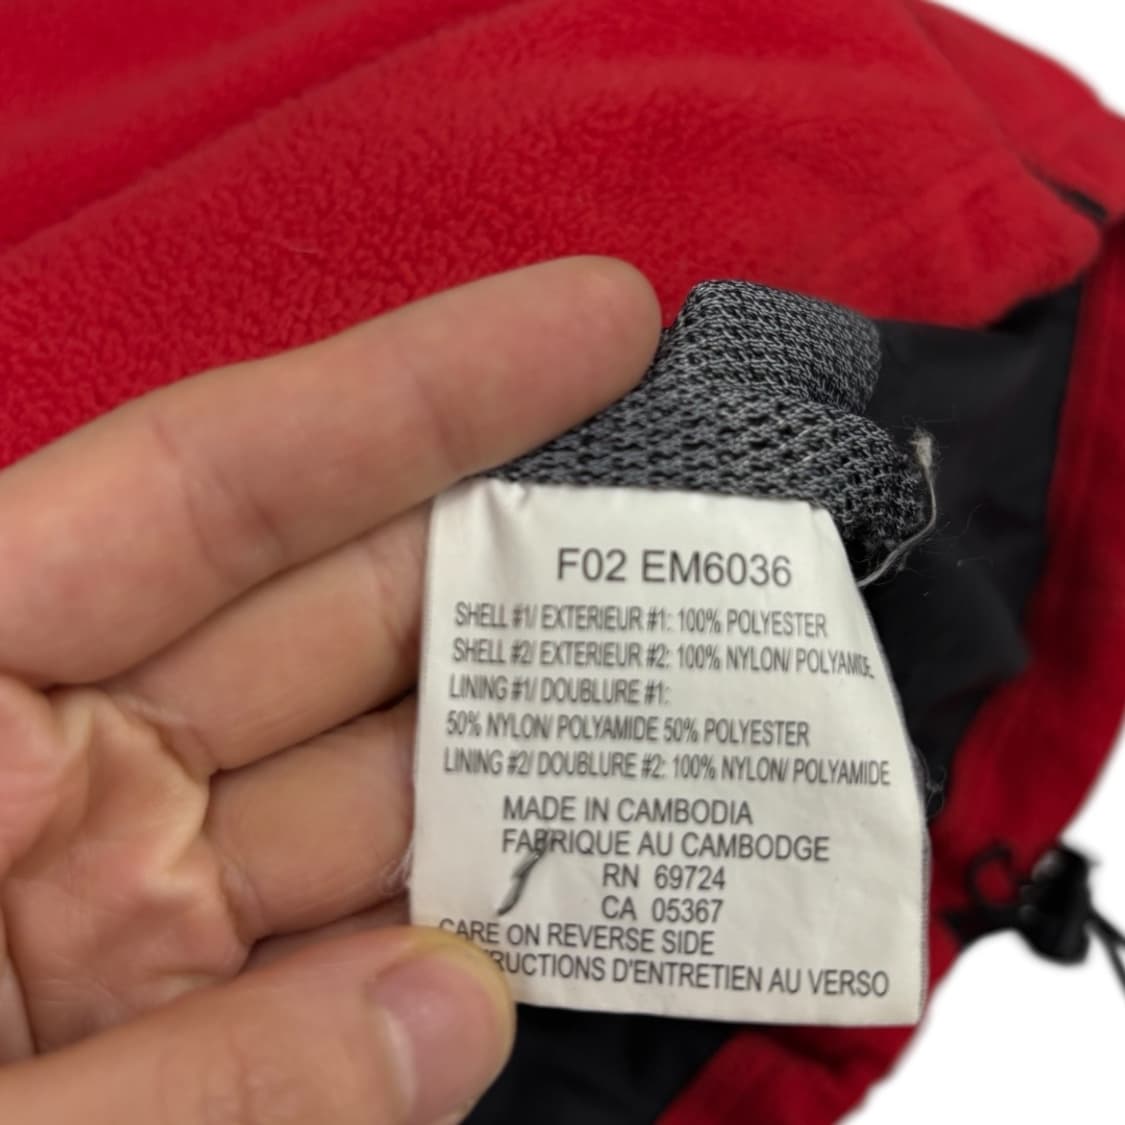 F02 EM6036
SHELL #1/ EXTERIEUR #1: 100% POLYESTER
SHELL #2/ EXTERIEUR #2: 100% NYLON/ POLYAMIDE
LINING #1/ DOUBLURE #1:
50% NYLON/ POLYAMIDE 50% POLYESTER
LINING #2/ DOUBLURE #2: 100% NYLON/ POLYAMIDE
MADE IN CAMBODIA
FABRIQUE AU CAMBODGE
RN 69724
CA 05367
CARE ON REVERSE SIDE
RUCTIONS D'ENTRETIEN AU VERSO